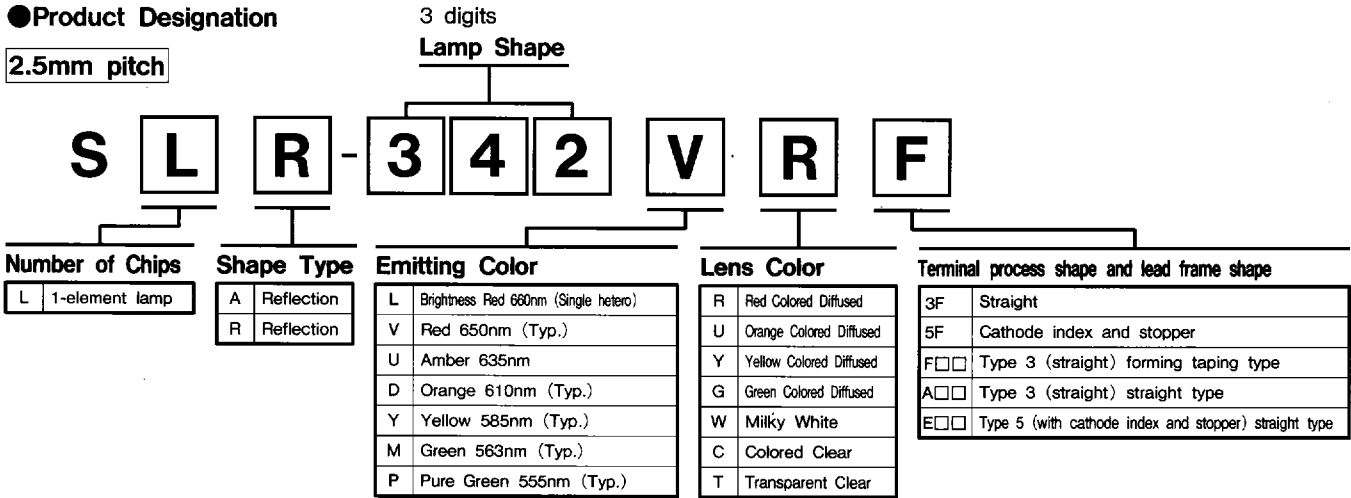 ●Product Designation
3 digits
Lamp Shape
2.5mm pitch
S L R - 3 4 2 V R F
Number of Chips
L 1-element lamp
Shape Type
A Reflection
R Reflection
Emitting Color
L Brightness Red 660nm (Single hetero)
V Red 650nm (Typ.)
U Amber 635nm
D Orange 610nm (Typ.)
Y Yellow 585nm (Typ.)
M Green 563nm (Typ.)
P Pure Green 555nm (Typ.)
Lens Color
R Red Colored Diffused
U Orange Colored Diffused
Y Yellow Colored Diffused
G Green Colored Diffused
W Milky White
C Colored Clear
T Transparent Clear
Terminal process shape and lead frame shape
3F Straight
5F Cathode index and stopper
F□□ Type 3 (straight) forming taping type
A□□ Type 3 (straight) straight type
E□□ Type 5 (with cathode index and stopper) straight type